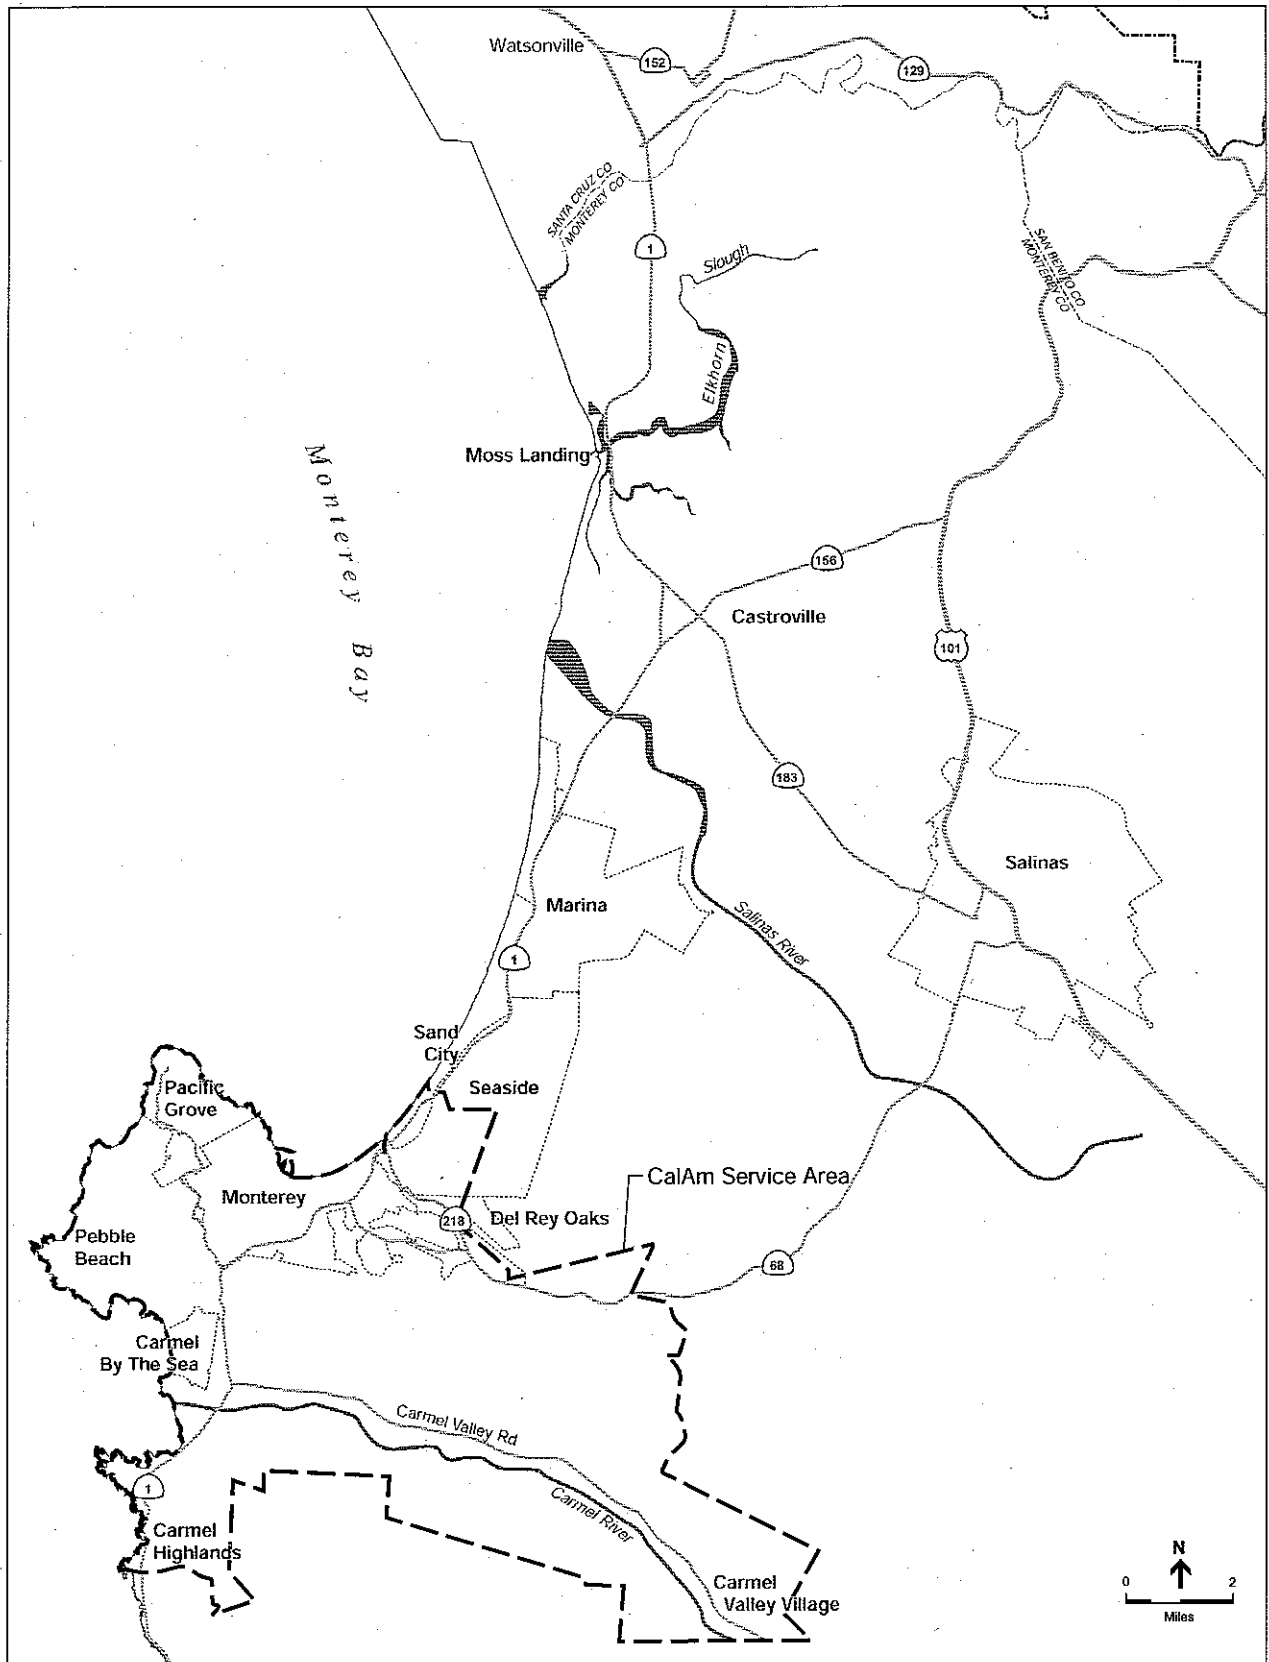 Watsonville
152
129
SANTA CRUZ CO
MONTEREY CO
1
Slough
SAN BENITO CO
MONTEREY CO
Elkhorn
Moss Landing
Monterey Bay
156
Castroville
101
183
Salinas
Marina
Salinas River
1
Sand
City
Seaside
Pacific
Grove
CalAm Service Area
Monterey
218
Del Rey Oaks
Pebble
Beach
68
Carmel
By The Sea
Carmel Valley Rd
Carmel River
1
Carmel
Highlands
Carmel
Valley Village
N
0
2
Miles